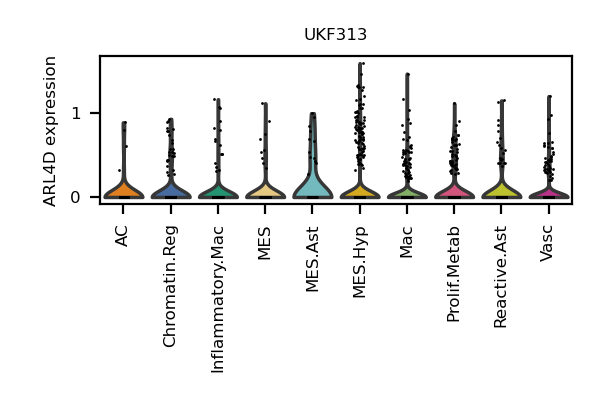 UKF313
ARL4D expression
1
0
AC
Chromatin.Reg
Inflammatory.Mac
MES
MES.Ast
MES.Hyp
Mac
Prolif.Metab
Reactive.Ast
Vasc